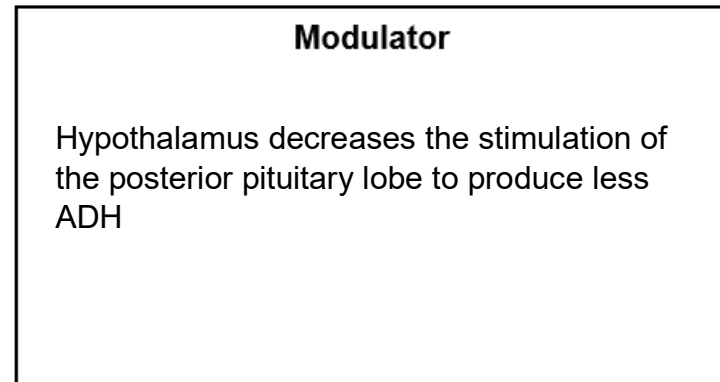 Modulator
Hypothalamus decreases the stimulation of
the posterior pituitary lobe to produce less
ADH